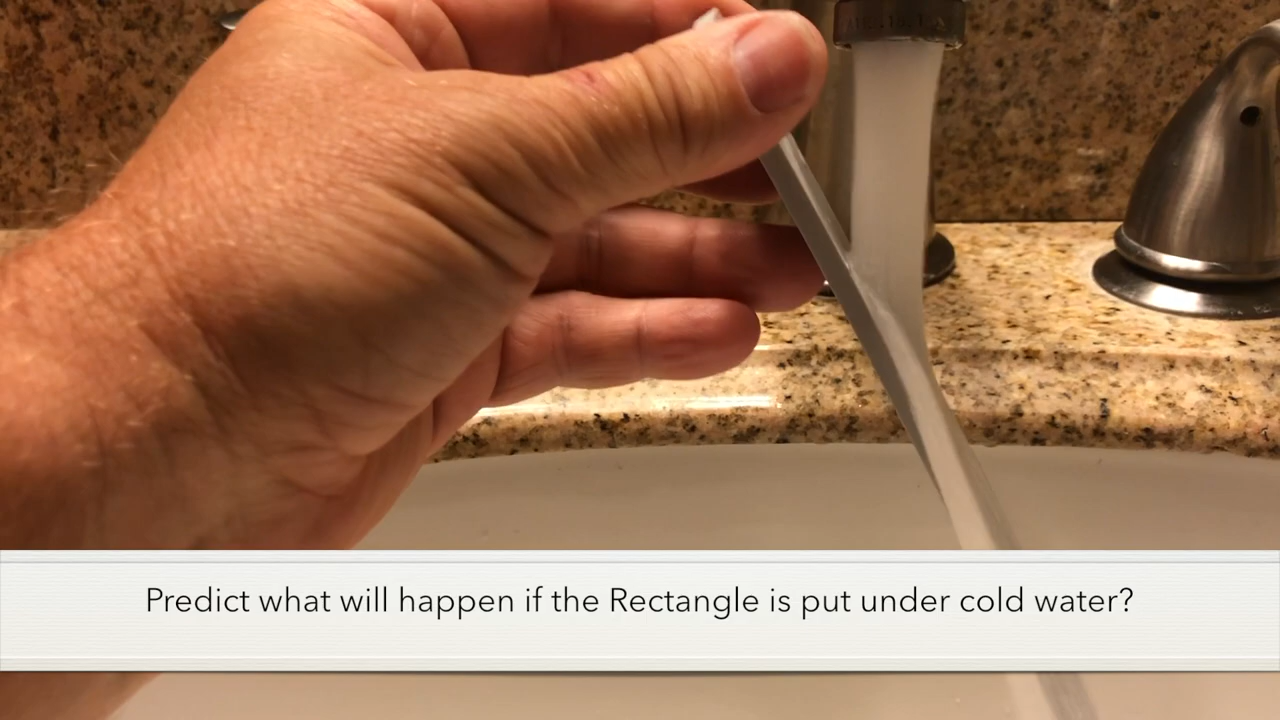 Predict what will happen if the Rectangle is put under cold water?